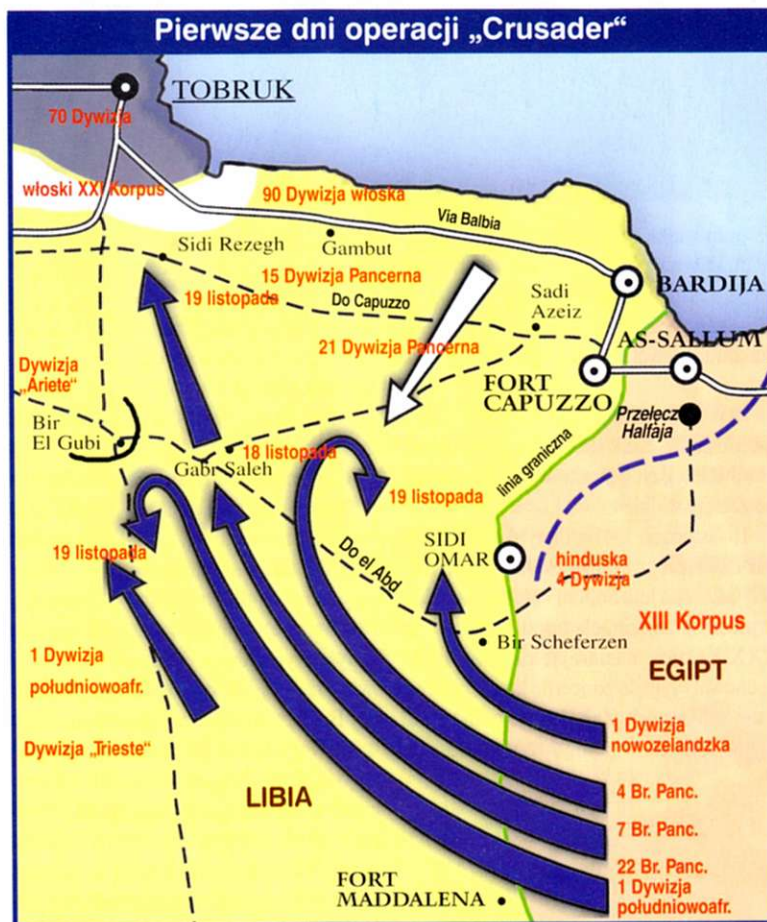 Pierwsze dni operacji „Crusader“
TOBRUK
70 Dywizja
włoski XXI Korpus
90 Dywizja włoska
Via Balbia
Sidi Rezegh
Gambut
15 Dywizja Pancerna
19 listopada
Do Capuzzo
Sadi
Azeiz
BARDIJA
AS-SALLUM
21 Dywizja Pancerna
FORT
CAPUZZO
Dywizja
„Ariete“
Przełęcz
Halfaja
Bir
El Gubi
18 listopada
Gabr Saleh
linia graniczna
19 listopada
19 listopada
SIDI
OMAR
Do el Abd
hinduska
4 Dywizja
XIII Korpus
Bir Scheferzen
EGIPT
1 Dywizja
południowoafr.
1 Dywizja
nowozelandzka
Dywizja „Trieste“
LIBIA
4 Br. Panc.
7 Br. Panc.
22 Br. Panc.
1 Dywizja
południowoafr.
FORT
MADDALENA